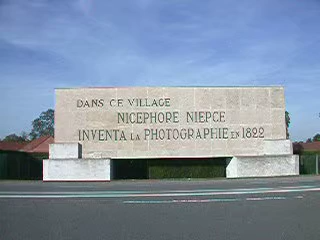 DANS CE VILLAGE
NICEPHORE NIEPCE
INVENTA LA PHOTOGRAPHIE EN 1822